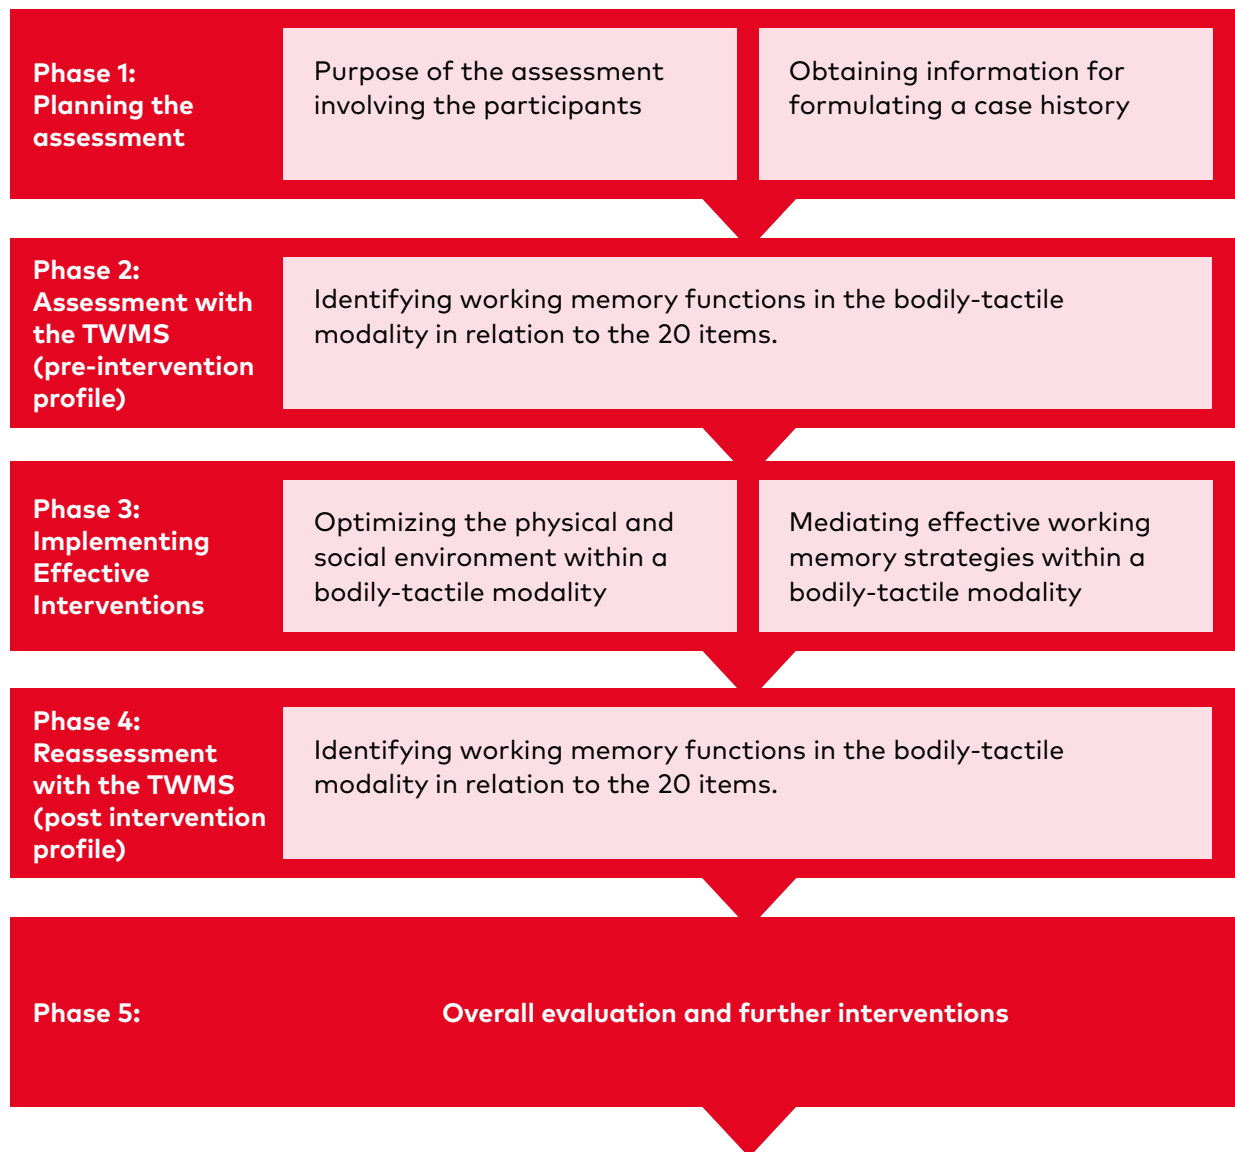 Phase 1:
Planning the
assessment
Purpose of the assessment
involving the participants
Obtaining information for
formulating a case history
Phase 2:
Assessment with
the TWMS
(pre-intervention
profile)
Identifying working memory functions in the bodily-tactile
modality in relation to the 20 items.
Phase 3:
Implementing
Effective
Interventions
Optimizing the physical and
social environment within a
bodily-tactile modality
Mediating effective working
memory strategies within a
bodily-tactile modality
Phase 4:
Reassessment
with the TWMS
(post intervention
profile)
Identifying working memory functions in the bodily-tactile
modality in relation to the 20 items.
Phase 5:
Overall evaluation and further interventions